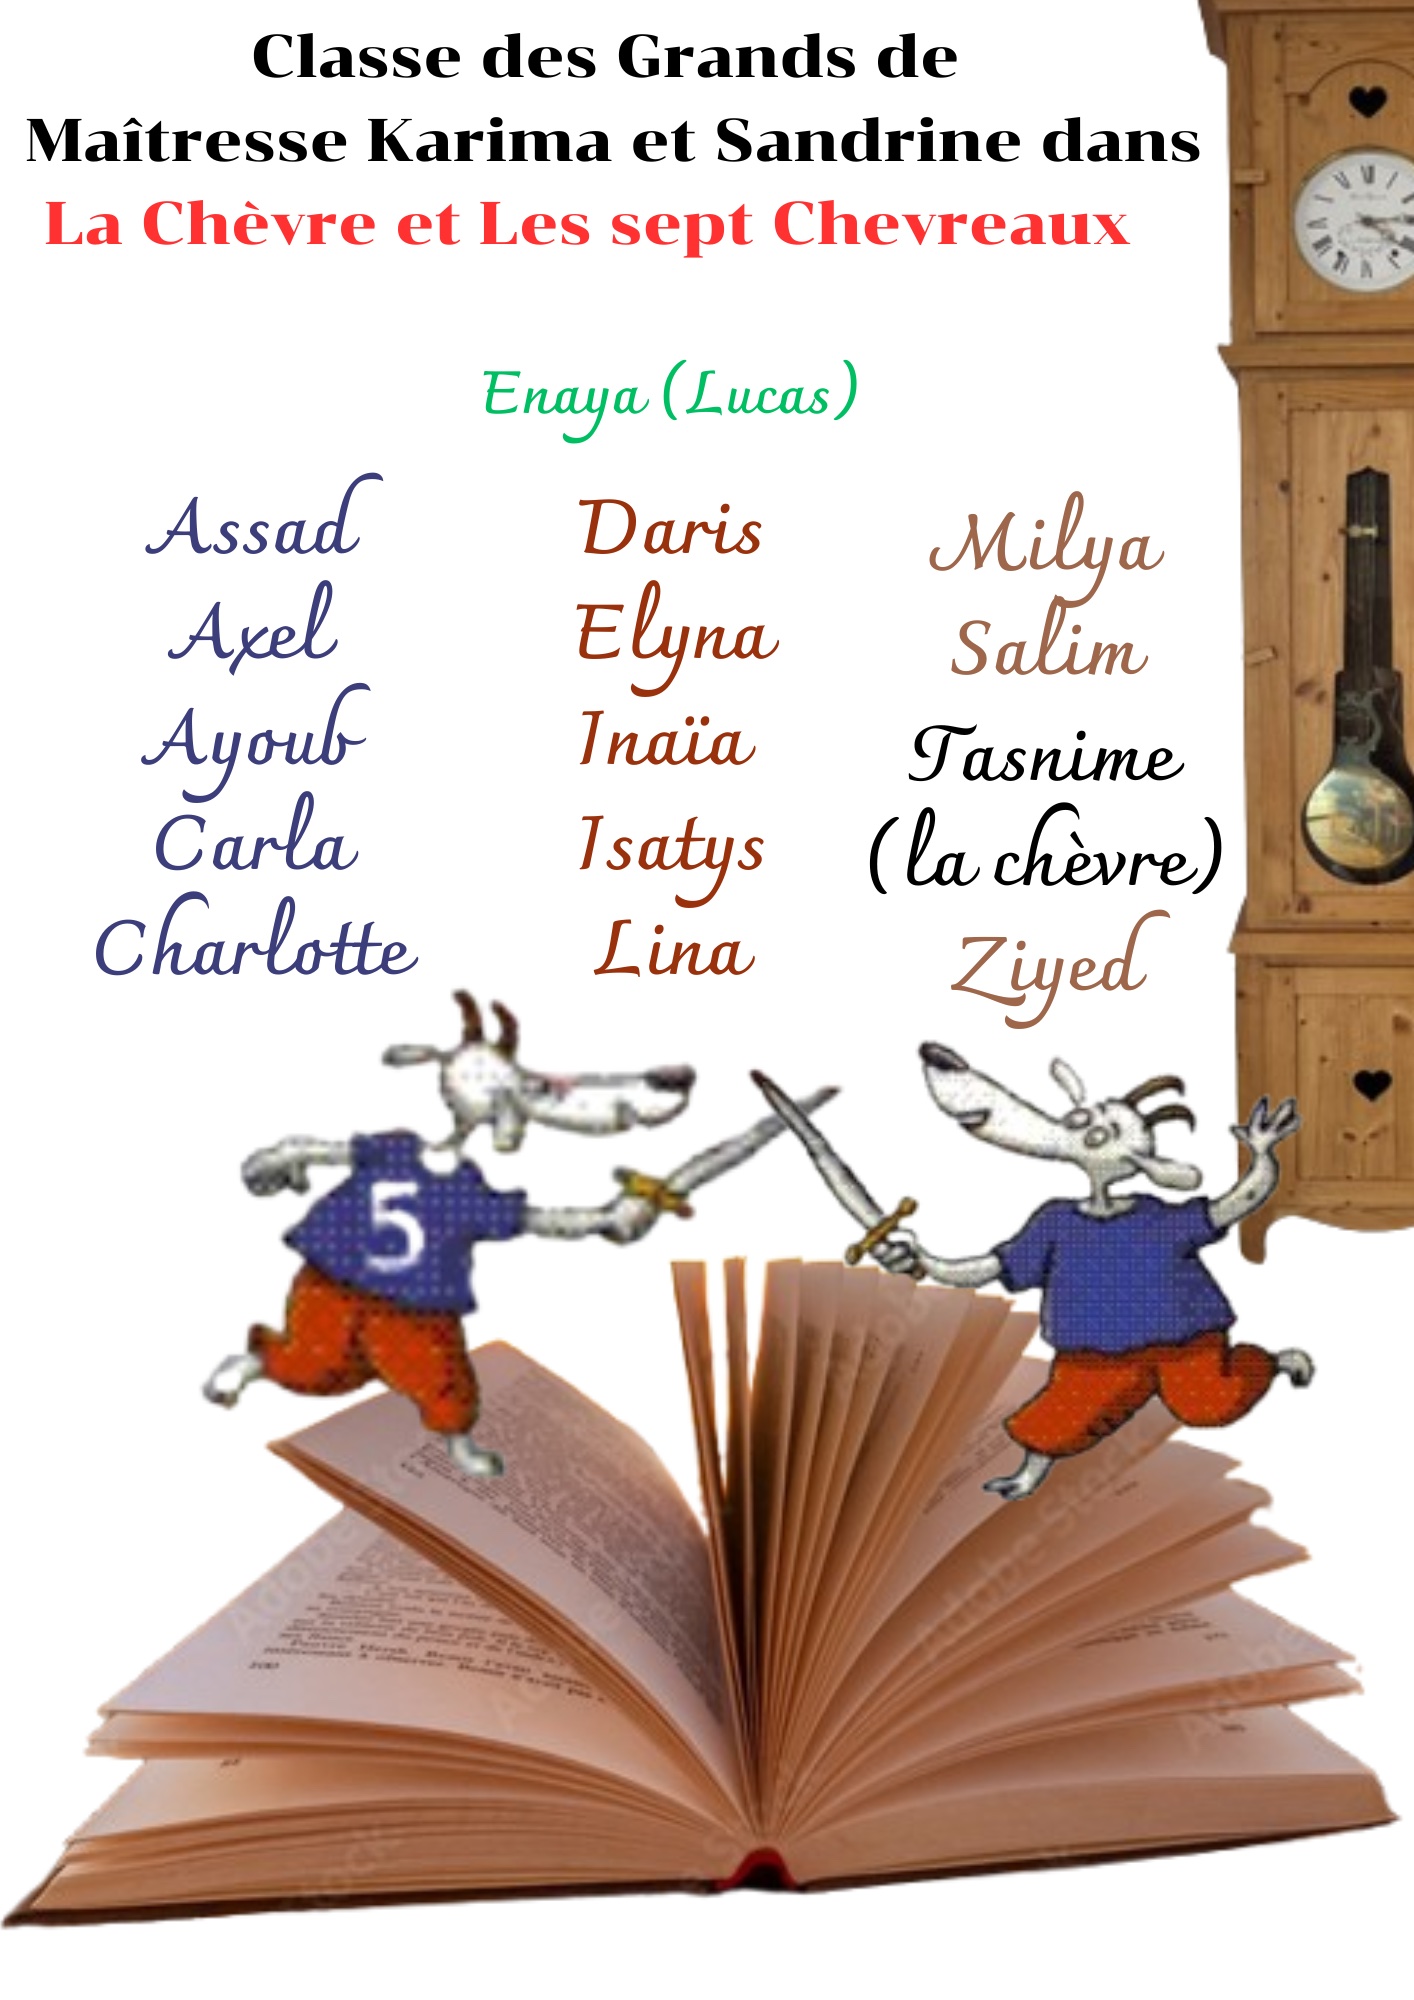 Classe des Grands de
Maîtresse Karima et Sandrine dans
La Chèvre et Les sept Chevreaux
Enaya (Lucas)
Assad
Axel
Ayoub
Carla
Charlotte
Daris
Elyna
Inaïa
Isatys
Lina
Milya
Salim
Tasnime
(la chèvre)
Ziyed
5